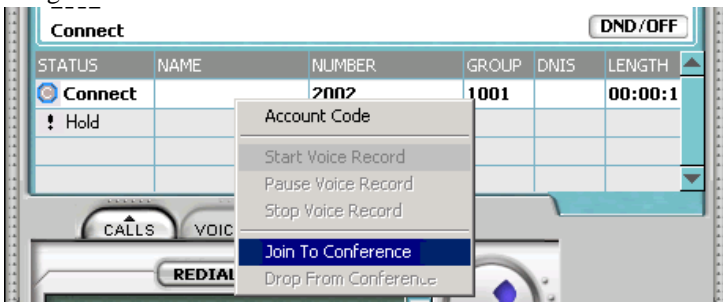 Connect DND/OFF
STATUS NAME NUMBER GROUP DNIS LENGTH
Connect 2002 1001 00:00:1
! Hold
Account Code
Start Voice Record
Pause Voice Record
Stop Voice Record
Join To Conference
Drop From Conference
CALLS VOIC
REDIAL